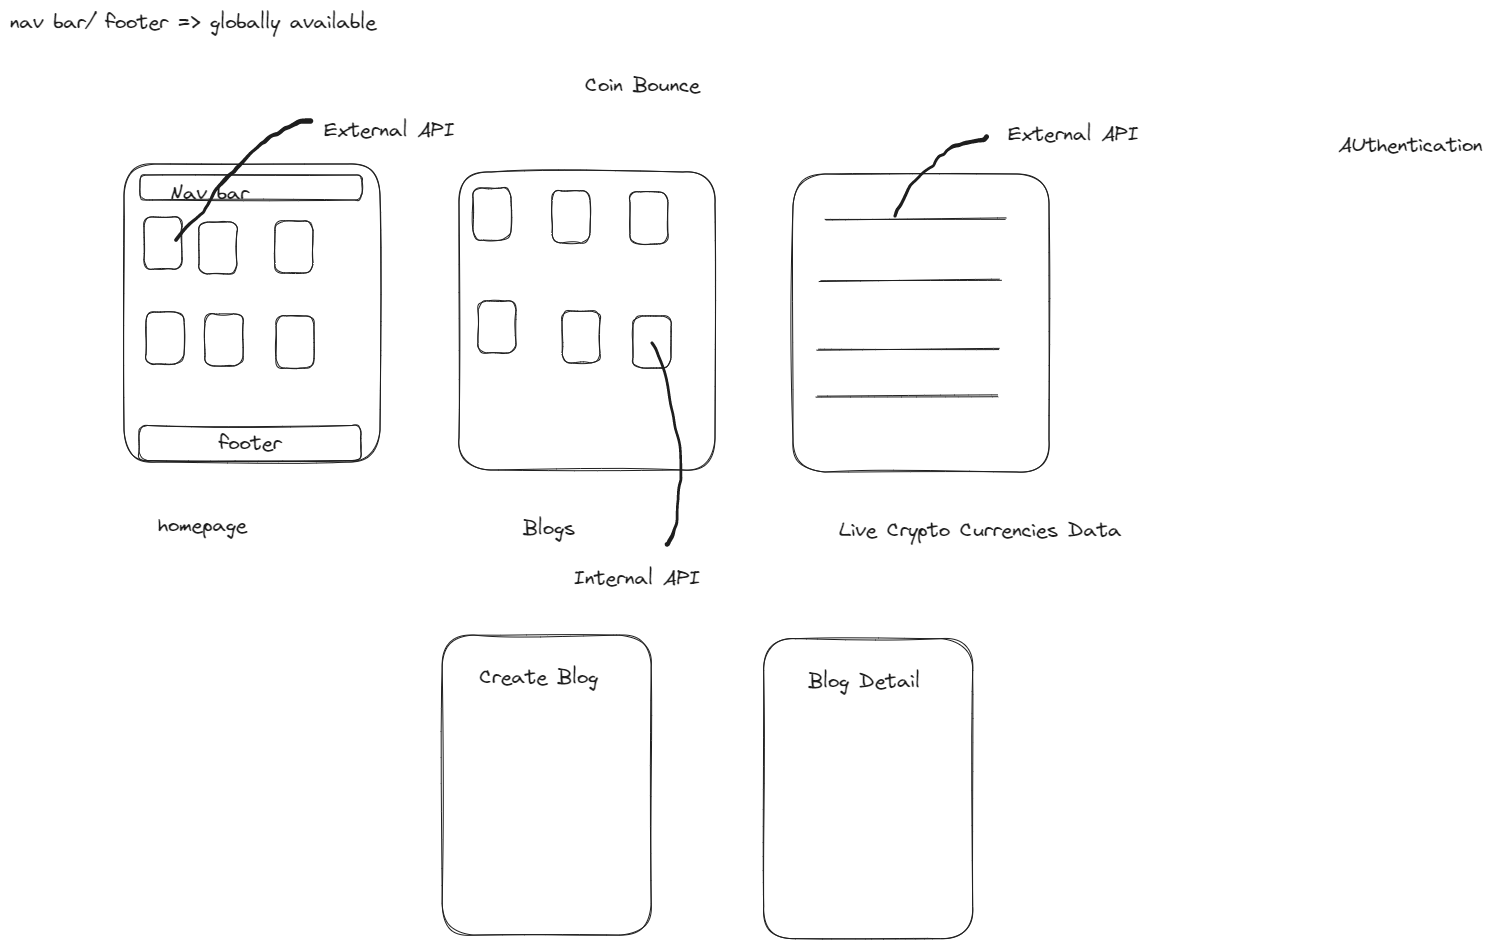 nav bar/ footer => globally available
Coin Bounce
External API
External API
AUthentication
Nav bar
footer
homepage
Blogs
Live Crypto Currencies Data
Internal API
Create Blog
Blog Detail